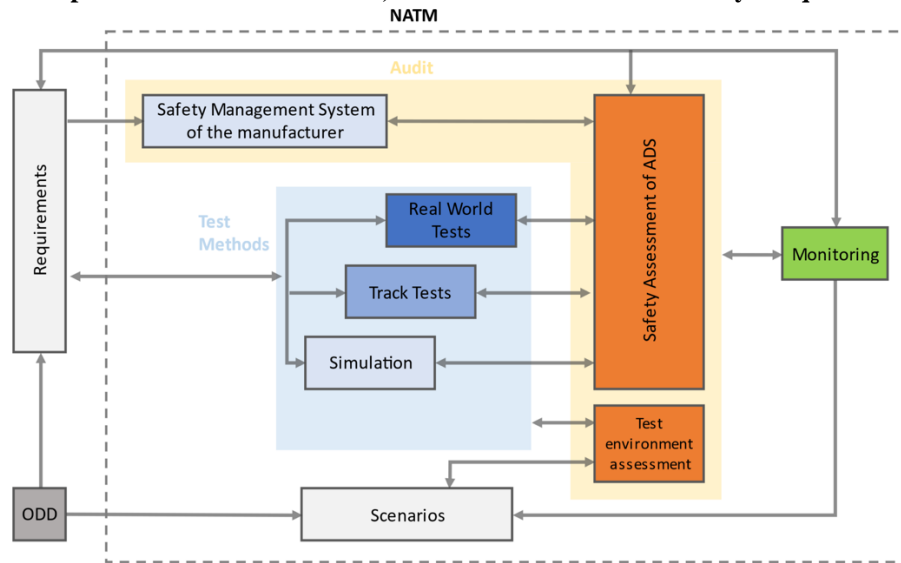 NATM
Audit
Safety Management System
of the manufacturer
Requirements
Safety Assessment of ADS
Test
Methods
Real World
Tests
Track Tests
Simulation
Monitoring
Test
environment
assessment
ODD
Scenarios